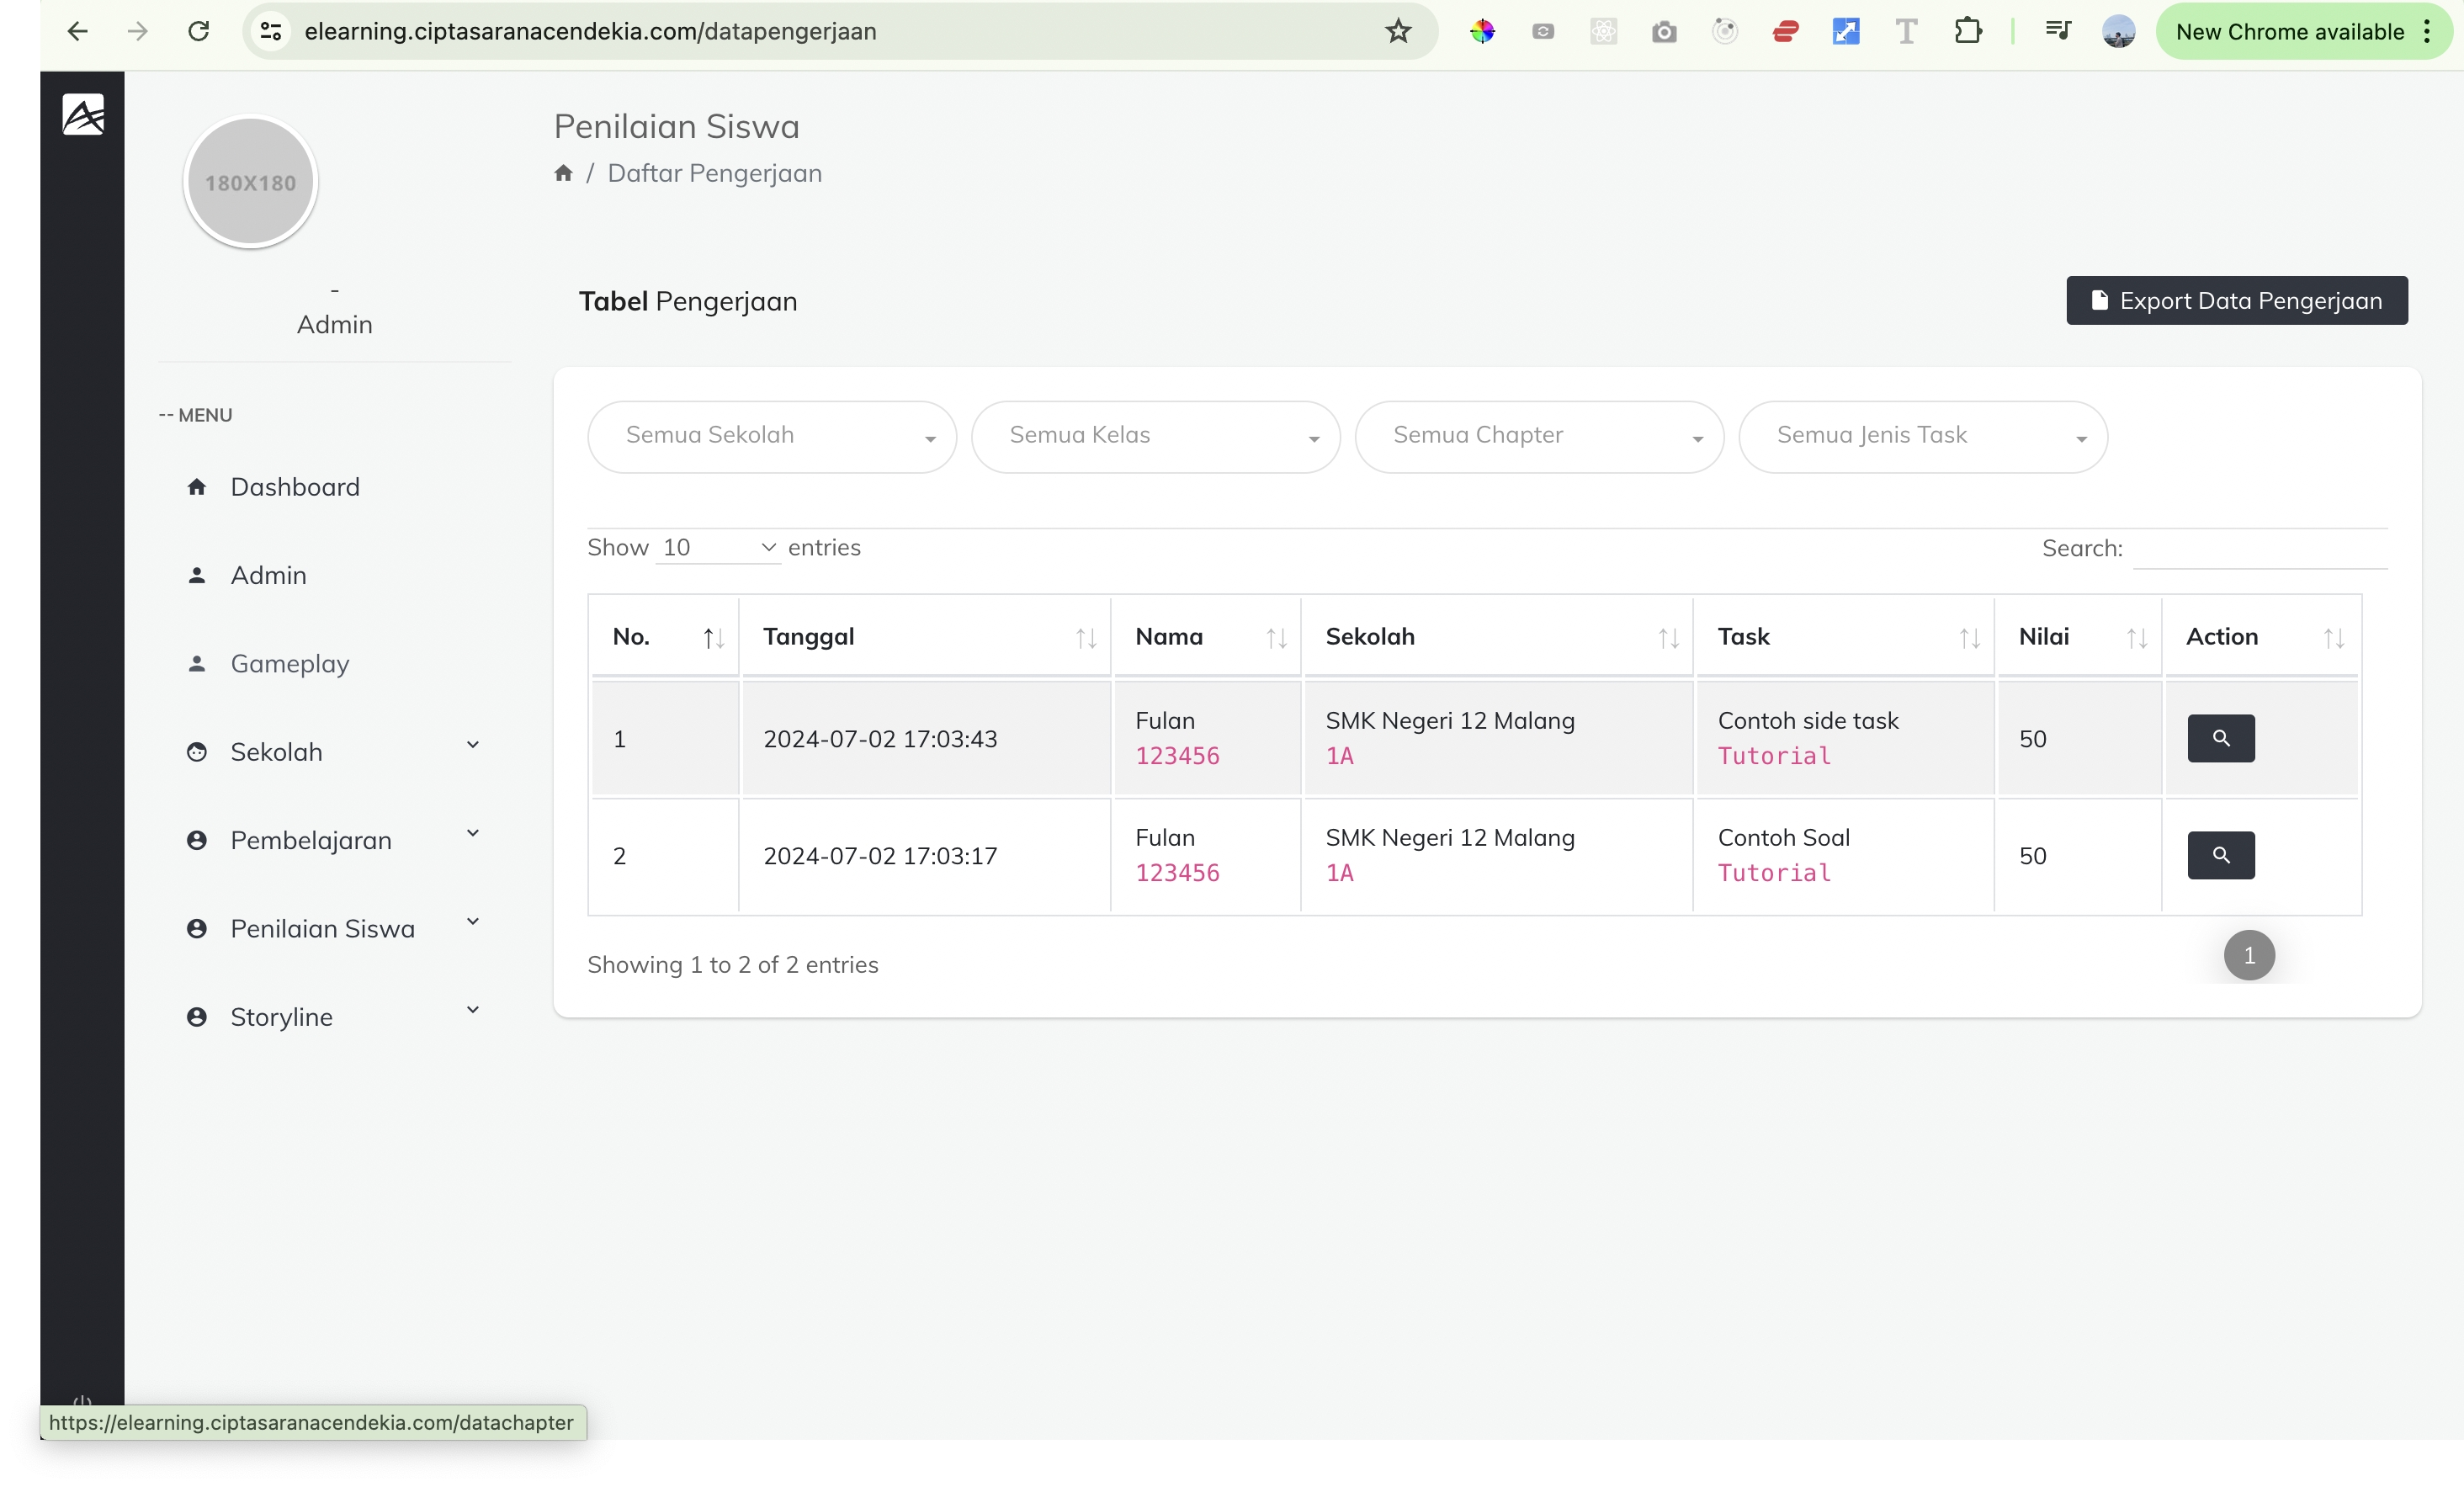 elearning.ciptasaranacendekia.com/datapengerjaan
New Chrome available
180X180
-
Admin
-- MENU
Dashboard
Admin
Gameplay
Sekolah
Pembelajaran
Penilaian Siswa
Storyline
Penilaian Siswa
/ Daftar Pengerjaan
Tabel Pengerjaan
Export Data Pengerjaan
Semua Sekolah
Semua Kelas
Semua Chapter
Semua Jenis Task
Show 10 entries
Search:
No. Tanggal Nama Sekolah Task Nilai Action
1 2024-07-02 17:03:43 Fulan SMK Negeri 12 Malang Contoh side task 50
123456 1A Tutorial
2 2024-07-02 17:03:17 Fulan SMK Negeri 12 Malang Contoh Soal 50
123456 1A Tutorial
Showing 1 to 2 of 2 entries
1
https://elearning.ciptasaranacendekia.com/datachapter